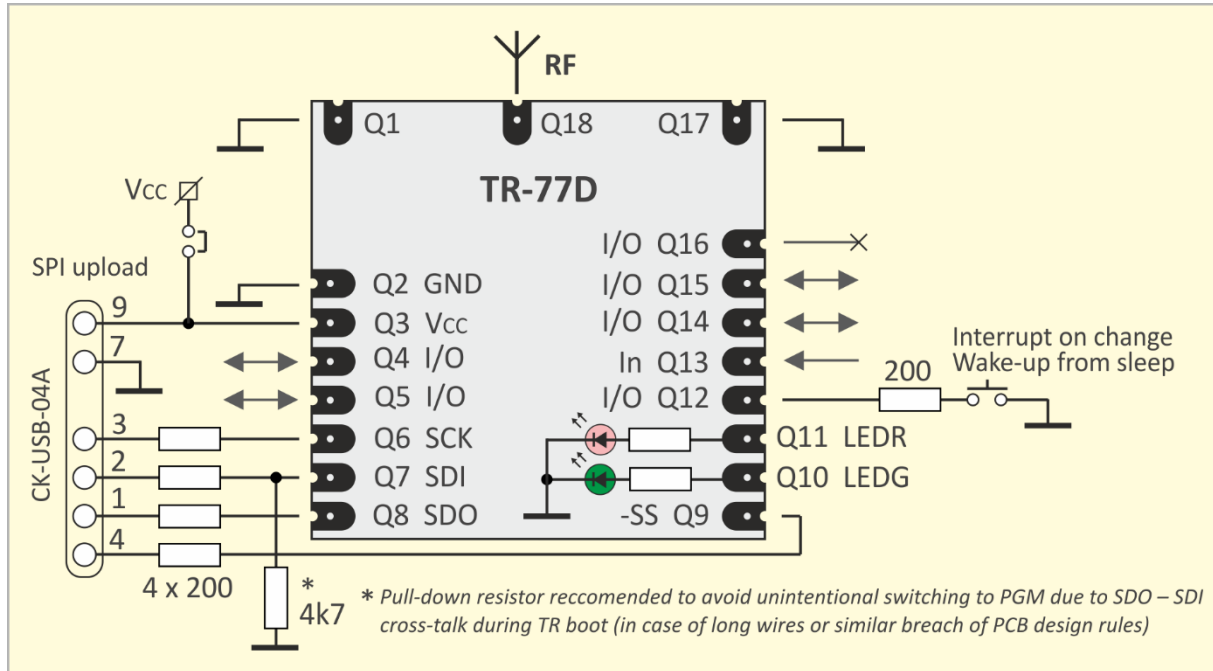 RF
Q1
Q18
Q17
TR-77D
VCC
SPI upload
I/O Q16
9
Q2 GND
I/O Q15
Q3 VCC
I/O Q14
7
Q4 I/O
In Q13
Interrupt on change
Wake-up from sleep
200
Q5 I/O
I/O Q12
CK-USB-04A
3
Q6 SCK
Q11 LEDR
2
Q7 SDI
Q10 LEDG
1
Q8 SDO
-SS Q9
4
4 x 200
*
4k7
* Pull-down resistor reccomended to avoid unintentional switching to PGM due to SDO – SDI
cross-talk during TR boot (in case of long wires or similar breach of PCB design rules)